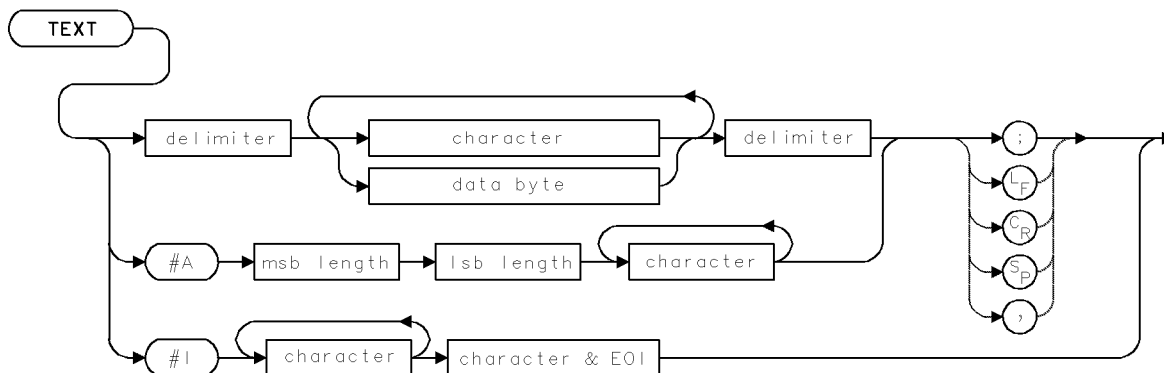 TEXT
delimiter
character
delimiter
data byte
;
LF
CR
SP
,
#A
msb length
lsb length
character
#I
character
character & EOI